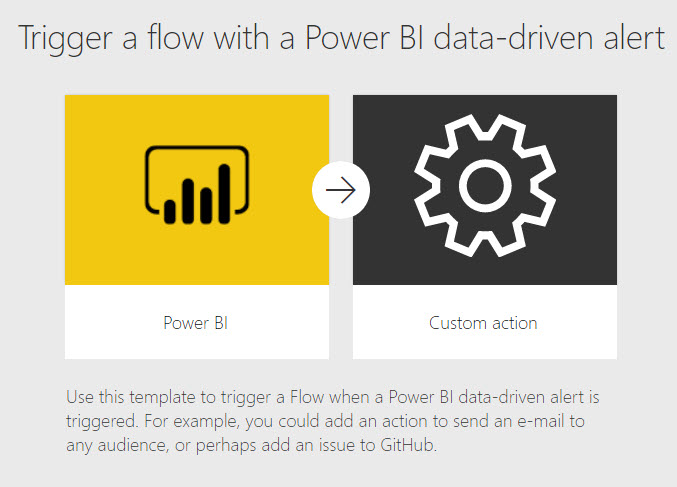 Trigger a flow with a Power BI data-driven alert
Power BI
Custom action
Use this template to trigger a Flow when a Power BI data-driven alert is
triggered. For example, you could add an action to send an e-mail to
any audience, or perhaps add an issue to GitHub.